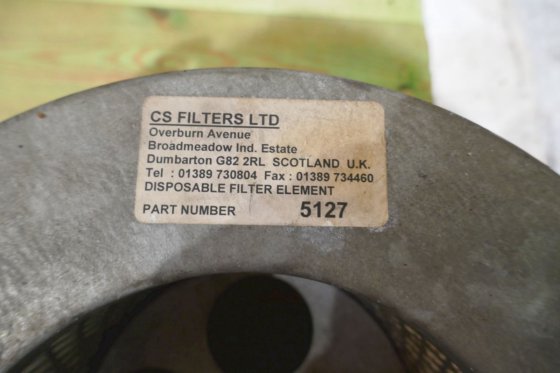 CS FILTERS LTD
Overburn Avenue
Broadmeadow Ind. Estate
Dumbarton G82 2RL SCOTLAND U.K.
Tel : 01389 730804 Fax : 01389 734460
DISPOSABLE FILTER ELEMENT
PART NUMBER 5127